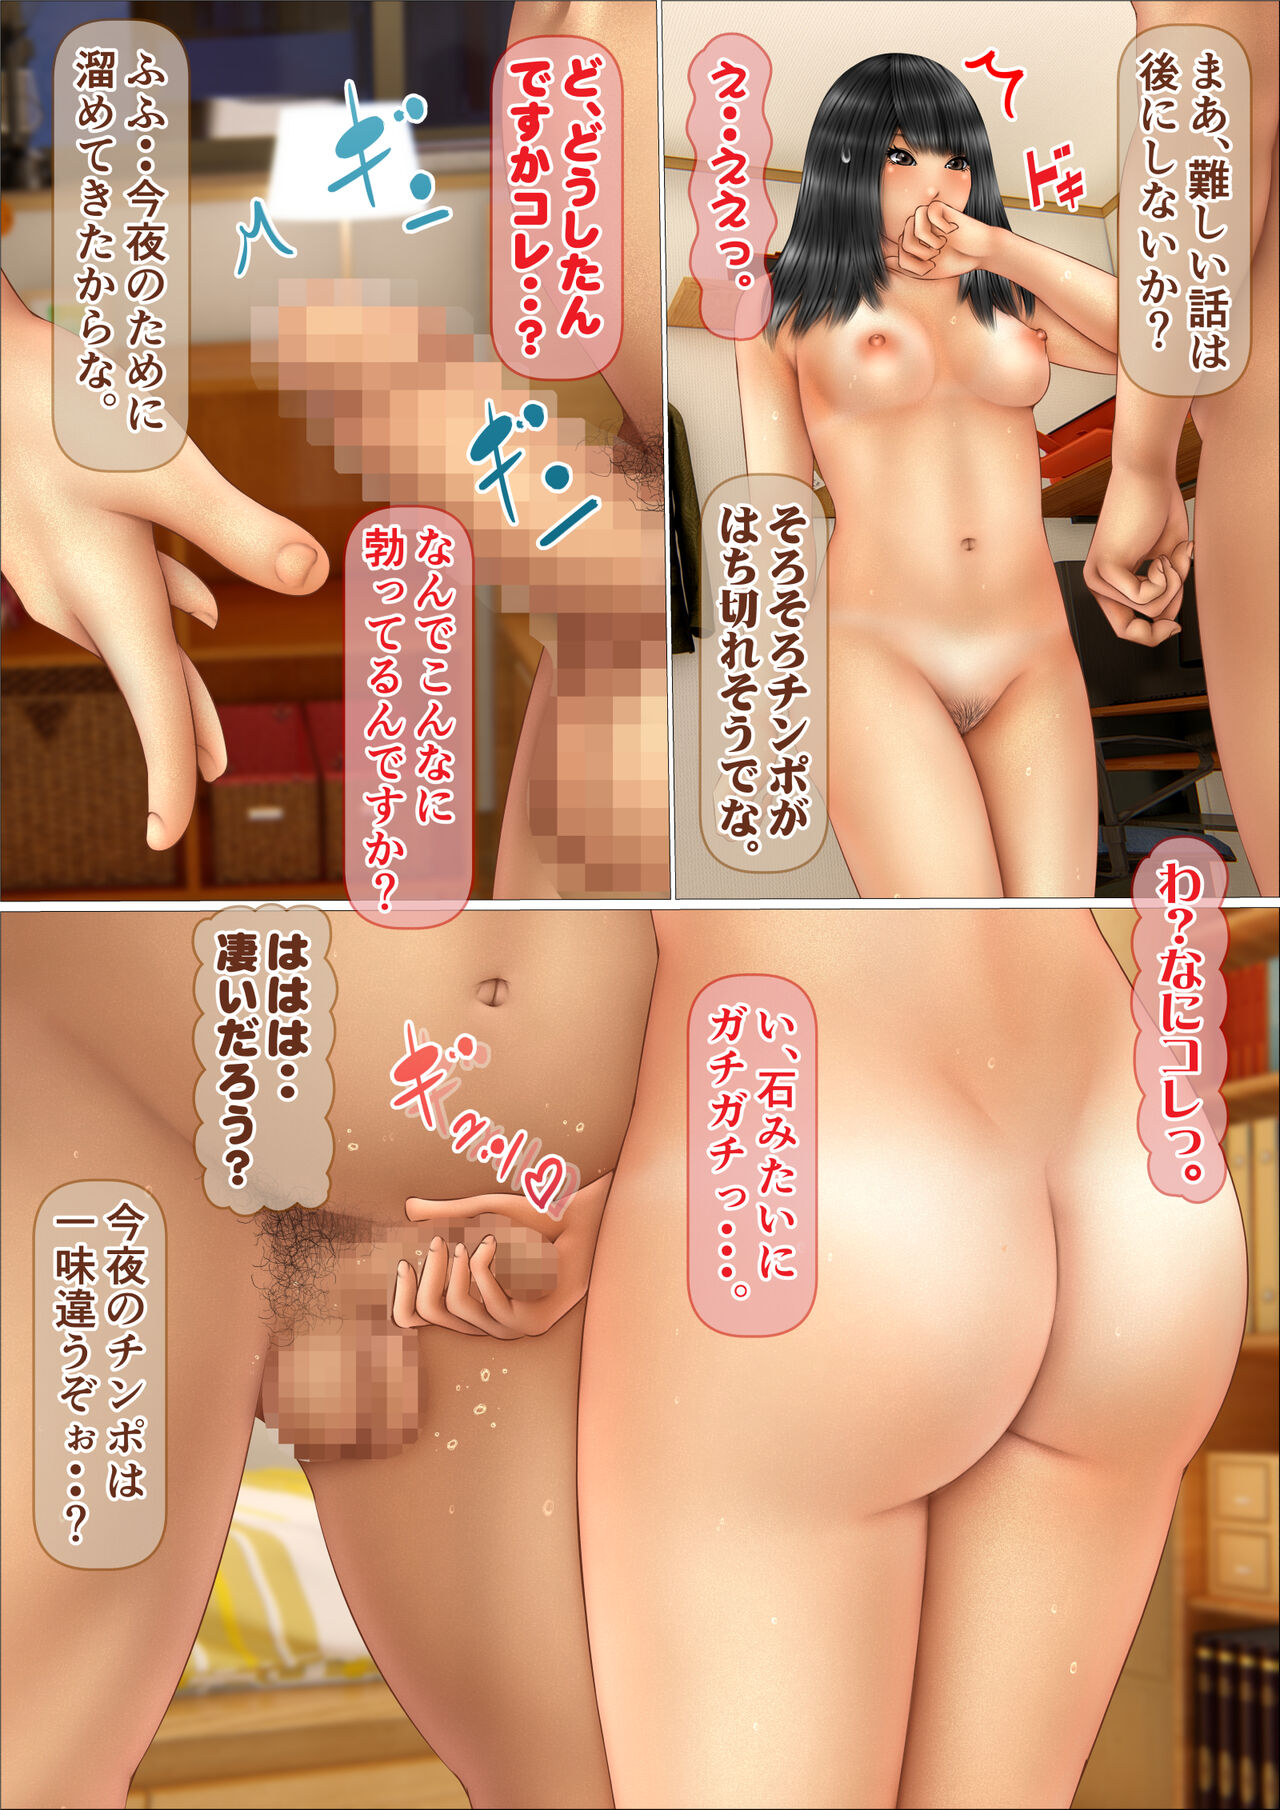 まあ、難しい話は
後にしないか？
ドキ
え‥ええっ。
そろそろチンポが
はち切れそうでな。
ど、どうしたん
ですかコレ‥‥？
ギン
ギン
ふふ‥‥今夜のために
溜めてきたからな。
なんでこんなに
勃ってるんですか？
わ？なにコレっ。
い、石みたいに
ガチガチっ‥‥。
ははは‥
凄いだろう？
今夜のチンポは
一味違うぞぉ‥‥？